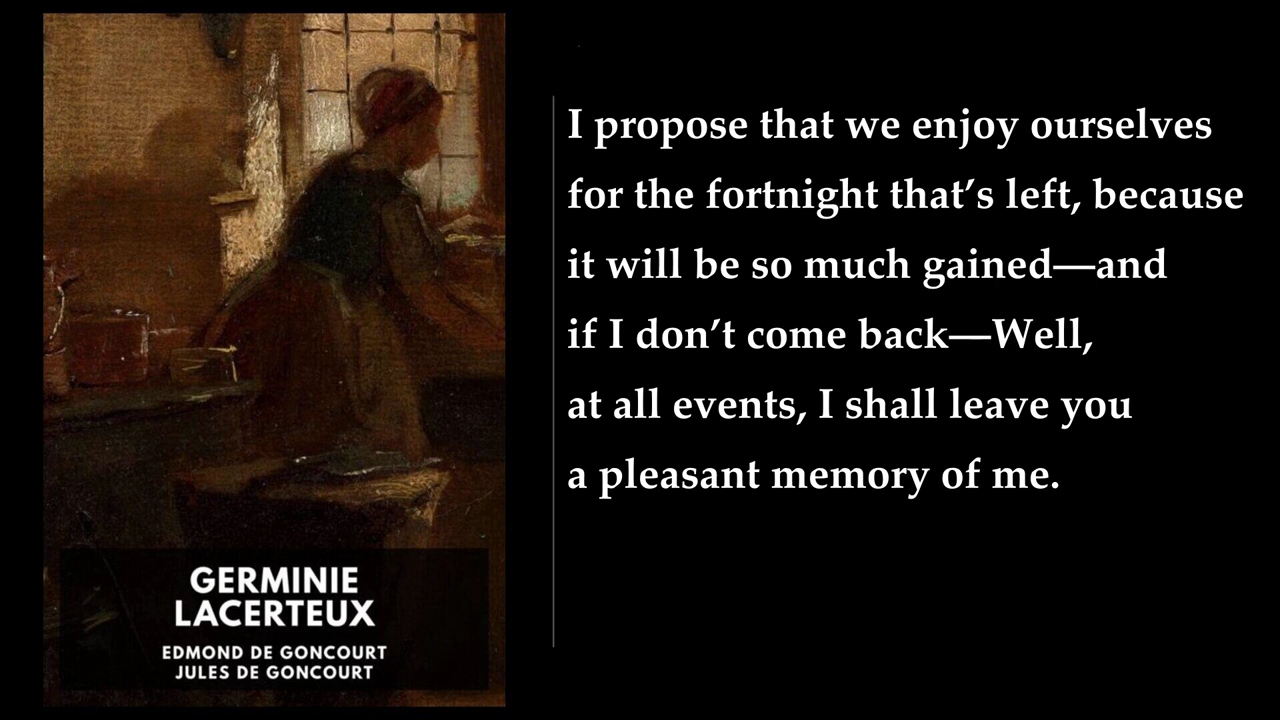 I propose that we enjoy ourselves
for the fortnight that’s left, because
it will be so much gained—and
if I don’t come back—Well,
at all events, I shall leave you
a pleasant memory of me.
GERMINIE
LACERTEUX
EDMOND DE GONCOURT
JULES DE GONCOURT